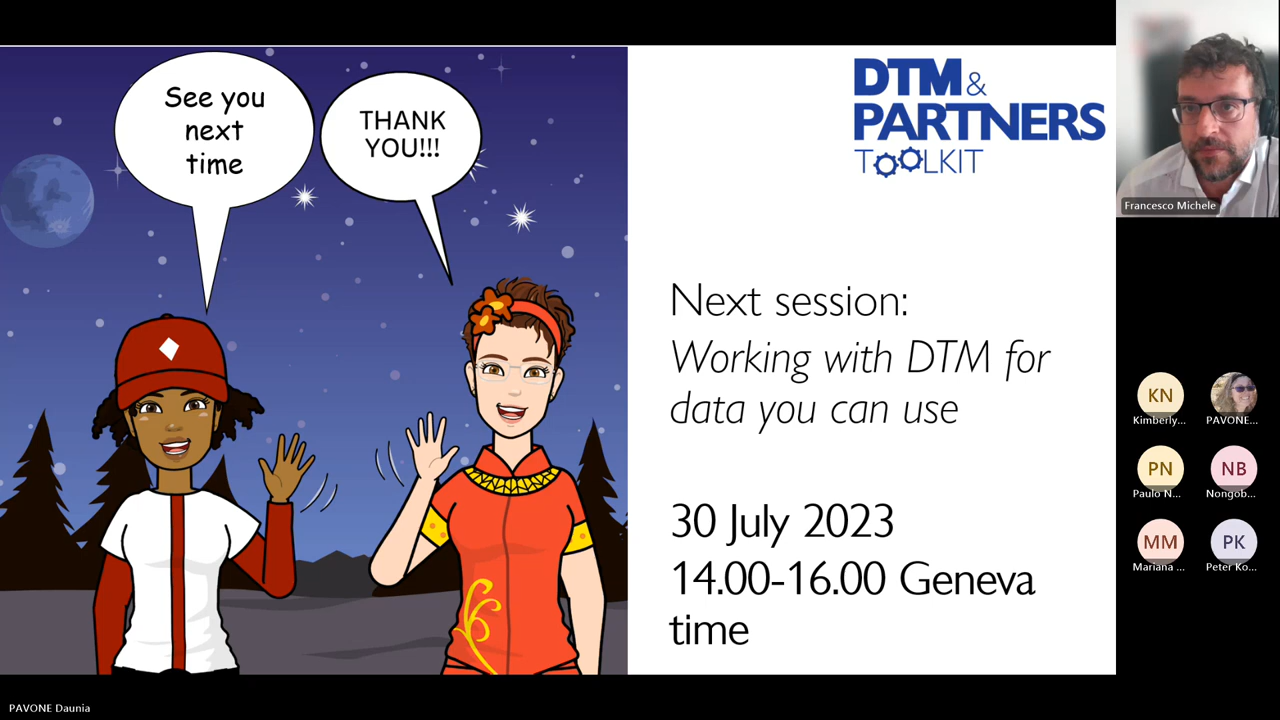 See you
next
time
THANK
YOU!!!
DTM &
PARTNERS
TOOLKIT
Next session:
Working with DTM for
data you can use
30 July 2023
14.00-16.00 Geneva
time
Francesco Michele
KN
Kimberly...
PAVONE...
PN
Paulo N...
NB
Nongob...
MM
Mariana ...
PK
Peter Ko...
PAVONE Daunia